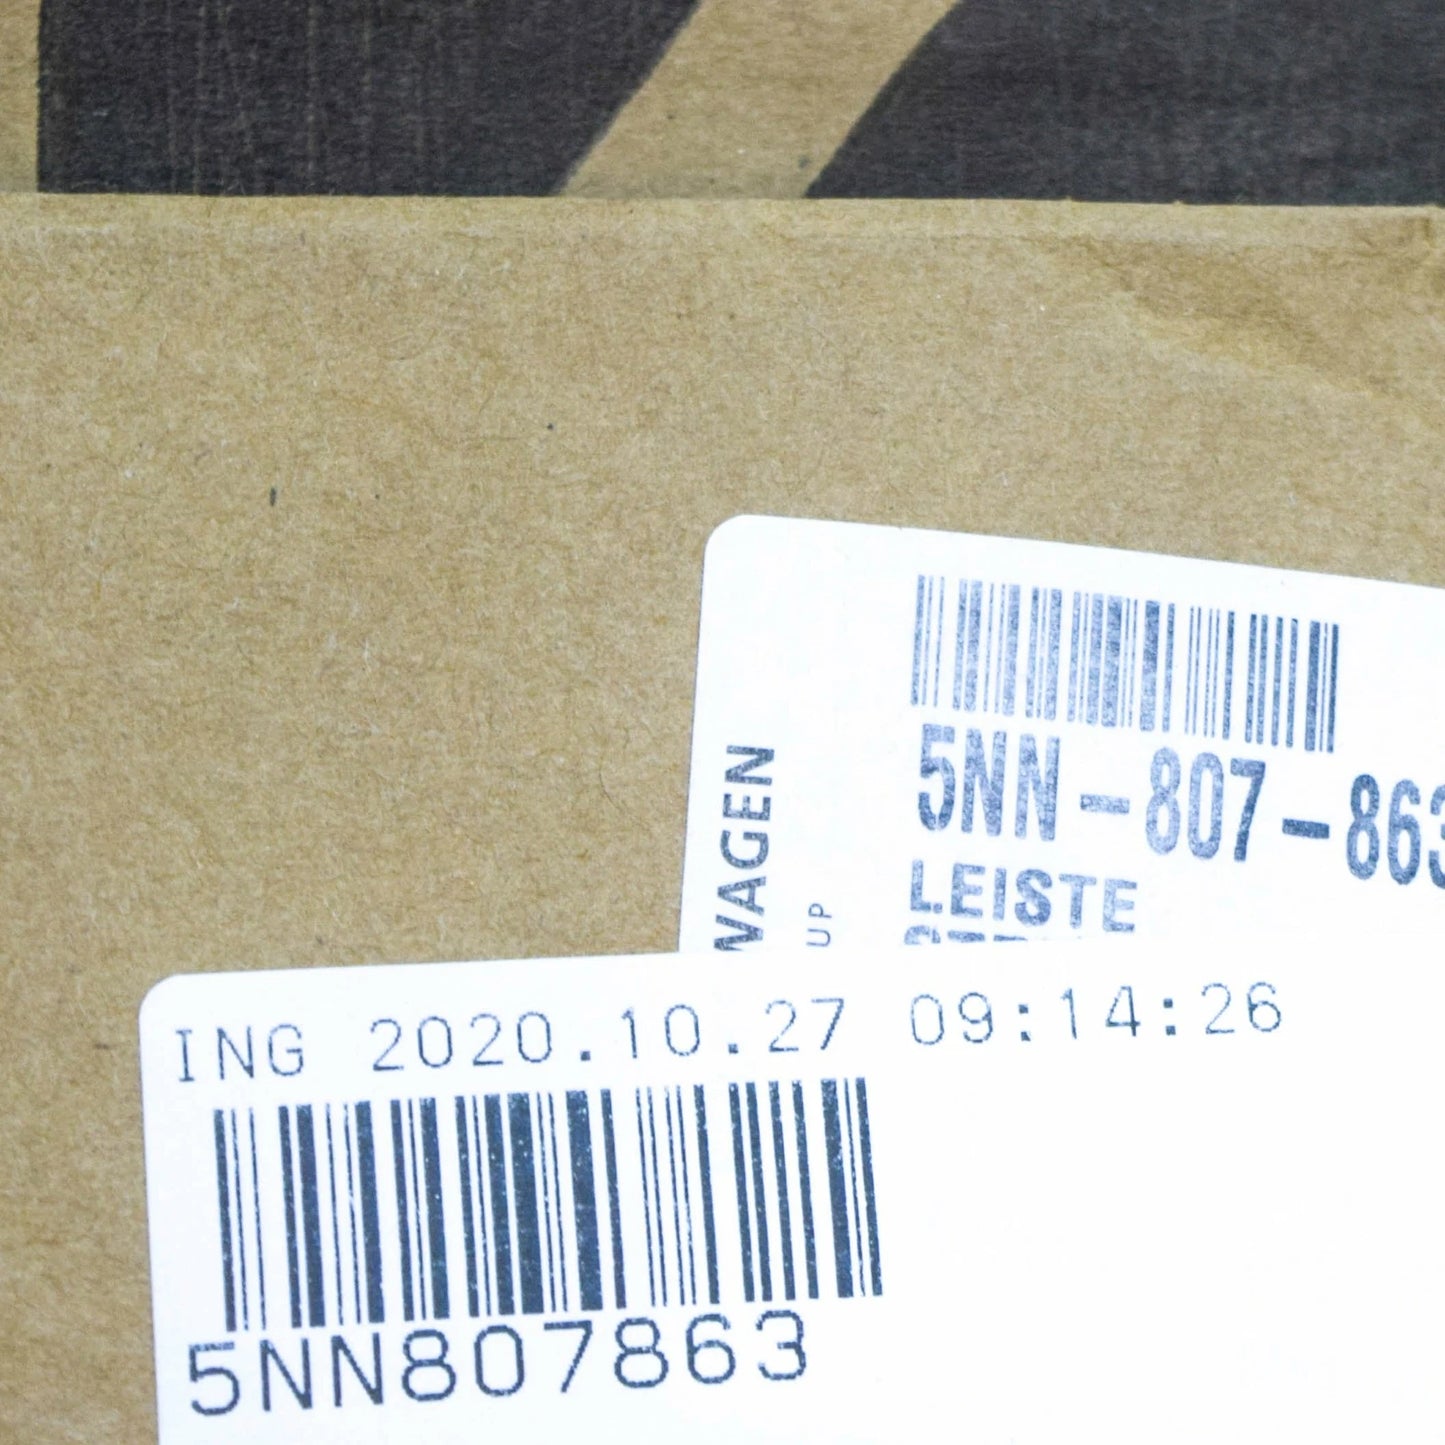 5NN-807-863
LEISTE
WAGEN
UP
ING 2020.10.27 09:14:26
5NN807863